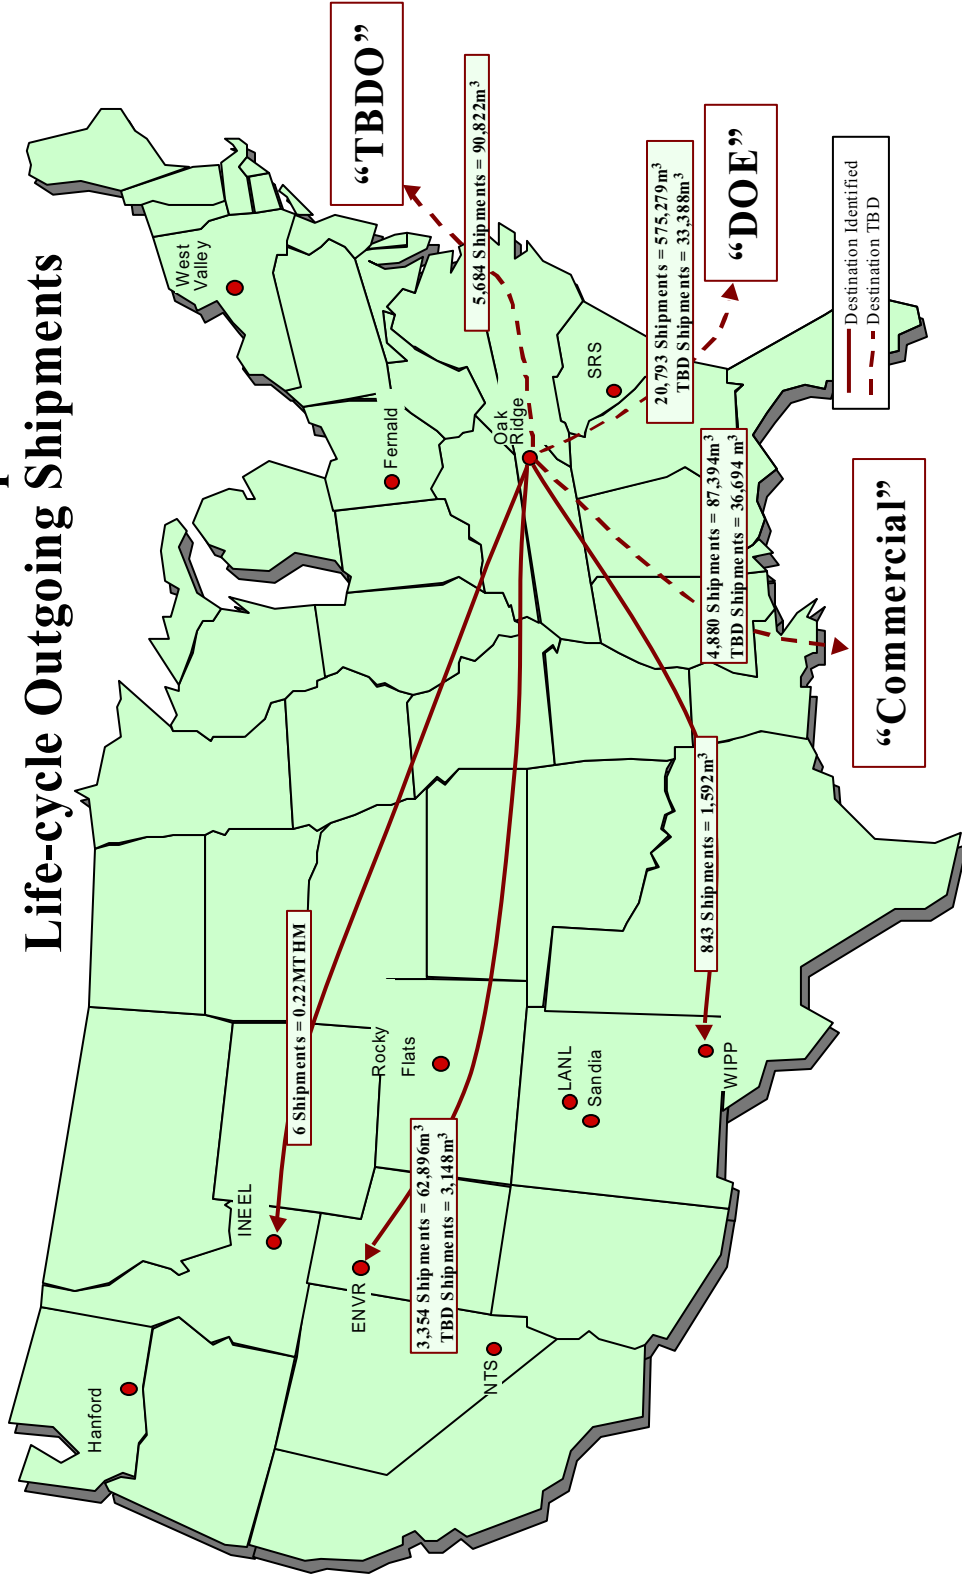 Life-cycle Outgoing Shipments
Hanford
INEEL
ENVR
NTS
Rocky
Flats
LANL
Sandia
WIPP
West
Valley
Fernald
Oak
Ridge
SRS
6 Shipments = 0.22MTHM
3,354 Shipments = 62,896m³
TBD Shipments = 3,148m³
843 Shipments = 1,592m³
4,880 Shipments = 87,394m³
TBD Shipments = 36,694 m³
20,793 Shipments = 575,279m³
TBD Shipments = 33,388m³
5,684 Shipments = 90,822m³
“TBDO”
“DOE”
“Commercial”
Destination Identified
Destination TBD